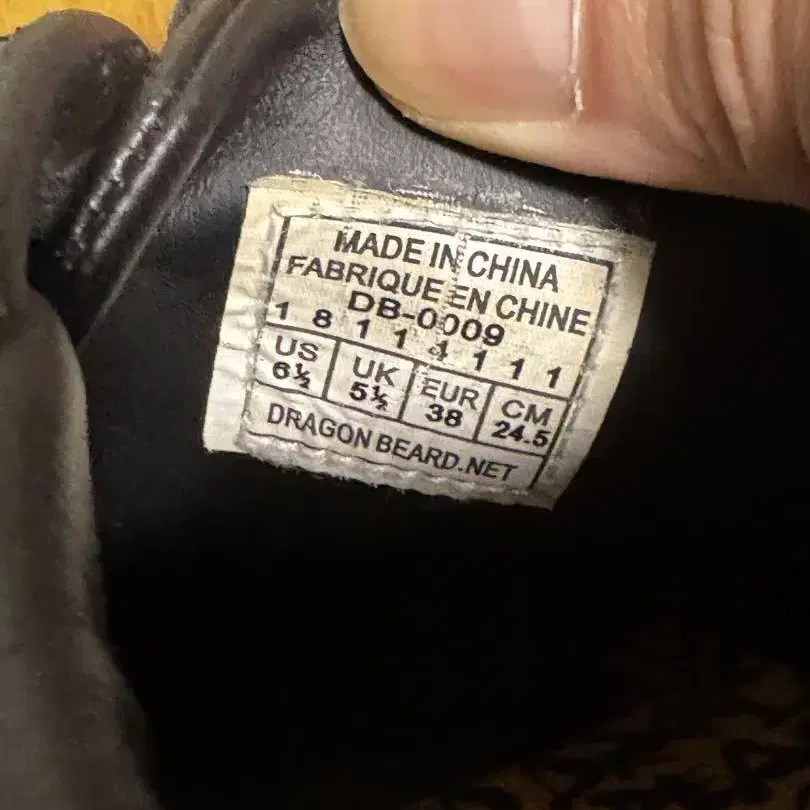 MADE IN CHINA
FABRIQUE EN CHINE
DB-0009
1 8 1 1 1 1 1 1
US UK EUR CM
6½ 5½ 38 24.5
DRAGON BEARD.NET